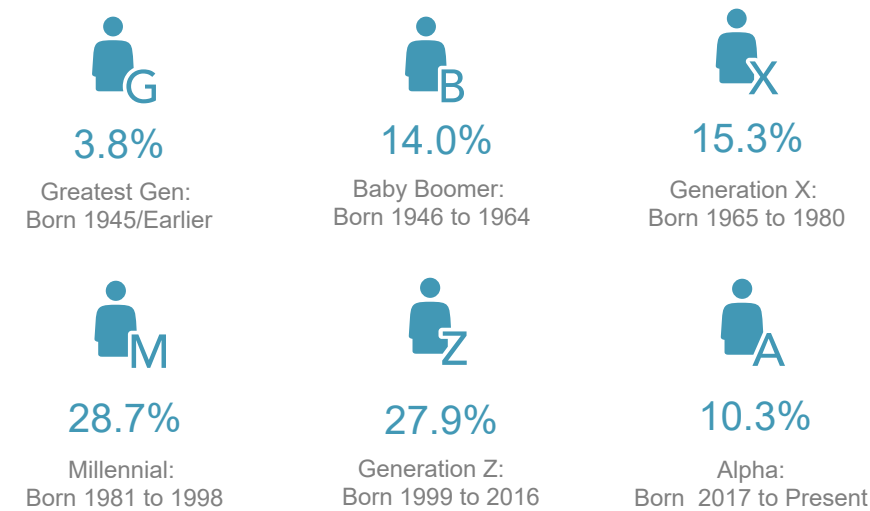 G
3.8%
Greatest Gen:
Born 1945/Earlier
B
14.0%
Baby Boomer:
Born 1946 to 1964
X
15.3%
Generation X:
Born 1965 to 1980
M
28.7%
Millennial:
Born 1981 to 1998
Z
27.9%
Generation Z:
Born 1999 to 2016
A
10.3%
Alpha:
Born  2017 to Present